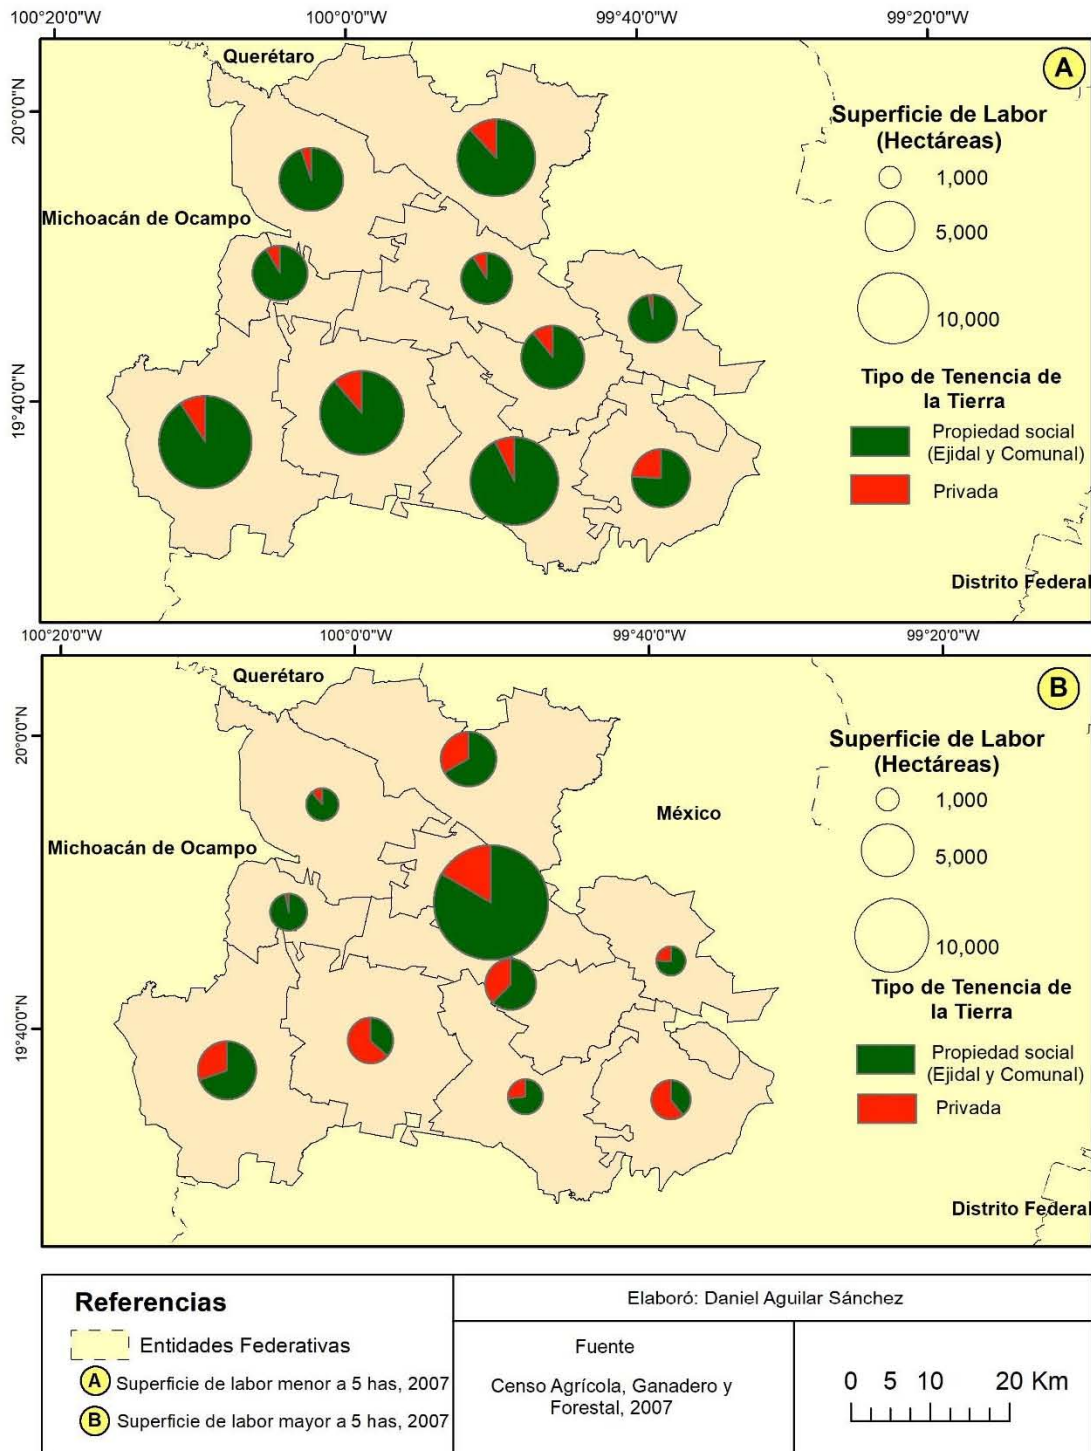 100°20'0"W 100°0'0"W 99°40'0"W 99°20'0"W
Querétaro
A
20°0'0"N
Superficie de Labor
(Hectáreas)
1,000
Michoacán de Ocampo
5,000
10,000
Tipo de Tenencia de
la Tierra
19°40'0"N
Propiedad social
(Ejidal y Comunal)
Privada
Distrito Federal
100°20'0"W 100°0'0"W 99°40'0"W 99°20'0"W
Querétaro
B
20°0'0"N
Superficie de Labor
(Hectáreas)
1,000
México
Michoacán de Ocampo
5,000
10,000
Tipo de Tenencia de
la Tierra
19°40'0"N
Propiedad social
(Ejidal y Comunal)
Privada
Distrito Federal
Referencias
Entidades Federativas
A Superficie de labor menor a 5 has, 2007
B Superficie de labor mayor a 5 has, 2007
Elaboró: Daniel Aguilar Sánchez
Fuente
Censo Agrícola, Ganadero y
Forestal, 2007
0 5 10 20 Km